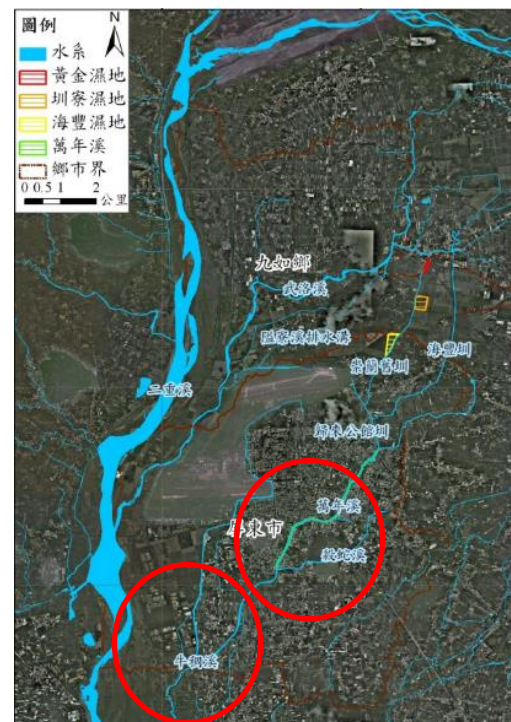 圖例
N
水系
黃金濕地
圳寮濕地
海豐濕地
萬年溪
鄉市界
0 0.5 1 2
公里
九如鄉
武洛溪
隘寮溪排水溝
海豐圳
崇蘭舊圳
二重溪
歸來公館圳
萬年溪
屏東市
殺蛇溪
牛稠溪